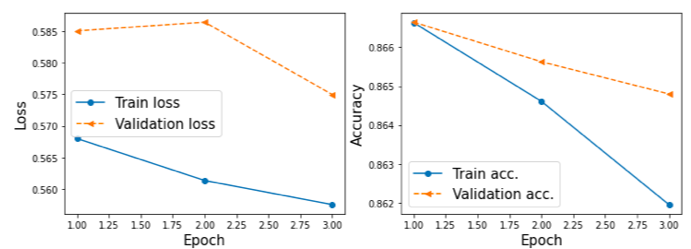 0.585
0.580
0.575
0.570
0.565
0.560
Loss
Train loss
Validation loss
1.00 1.25 1.50 1.75 2.00 2.25 2.50 2.75 3.00
Epoch
0.866
0.865
0.864
0.863
0.862
Accuracy
Train acc.
Validation acc.
1.00 1.25 1.50 1.75 2.00 2.25 2.50 2.75 3.00
Epoch